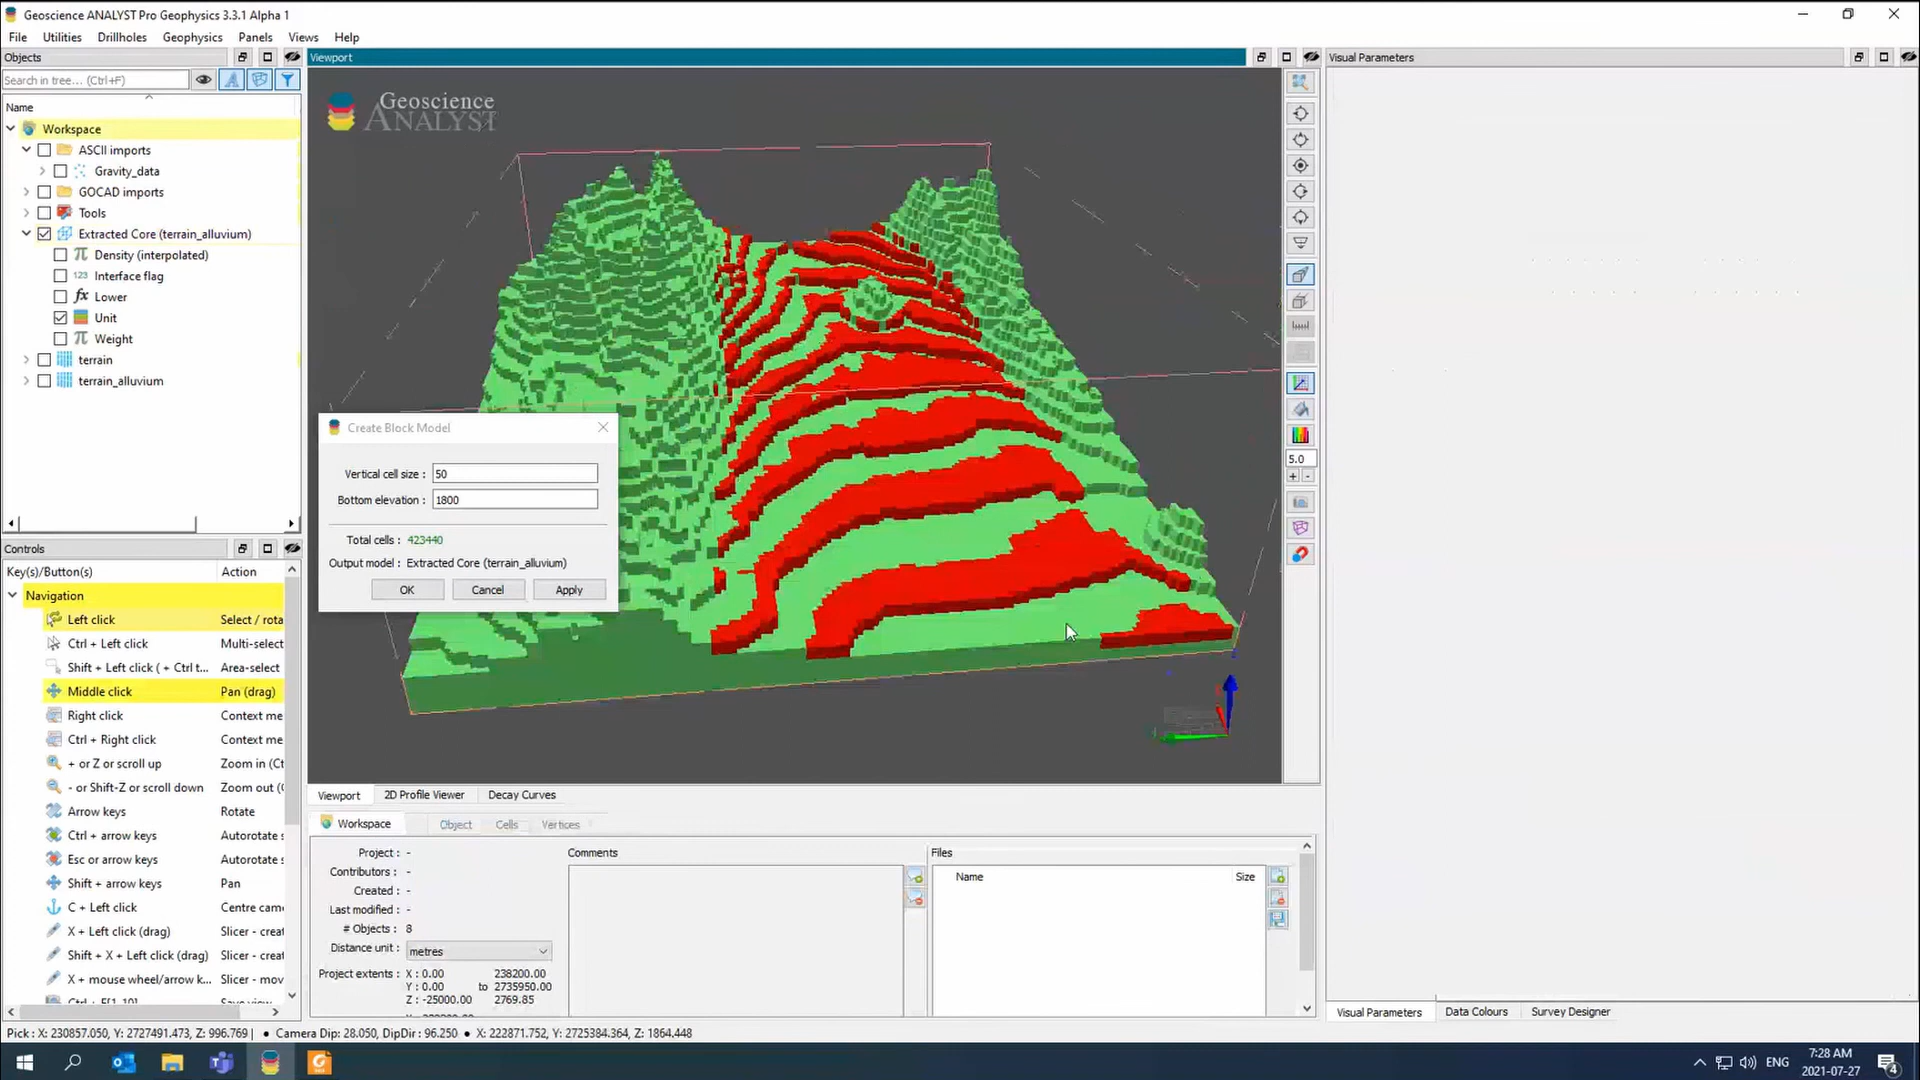 Geoscience ANALYST Pro Geophysics 3.3.1 Alpha 1
File Utilities Drillholes Geophysics Panels Views Help
Objects
Search in tree... (Ctrl+F)
Name
Workspace
ASCII imports
Gravity_data
GOCAD imports
Tools
Extracted Core (terrain_alluvium)
Density (interpolated)
123 Interface flag
fx Lower
Unit
Weight
terrain
terrain_alluvium
Viewport
Geoscience
ANALYST
Create Block Model
Vertical cell size : 50
Bottom elevation : 1800
Total cells : 423440
Output model : Extracted Core (terrain_alluvium)
OK Cancel Apply
5.0
+ -
Visual Parameters
Controls
Key(s)/Button(s) Action
Navigation
Left click Select / rota
Ctrl + Left click Multi-select
Shift + Left click ( + Ctrl t... Area-select
Middle click Pan (drag)
Right click Context me
Ctrl + Right click Context me
+ or Z or scroll up Zoom in (C
- or Shift-Z or scroll down Zoom out (
Arrow keys Rotate
Ctrl + arrow keys Autorotate s
Esc or arrow keys Autorotate s
Shift + arrow keys Pan
C + Left click Centre cam
X + Left click (drag) Slicer - crea
Shift + X + Left click (drag) Slicer - crea
X + mouse wheel/arrow k... Slicer - mov
Viewport 2D Profile Viewer Decay Curves
Workspace Object Cells Vertices
Project : -
Contributors : -
Created : -
Last modified : -
# Objects : 8
Distance unit : metres
Project extents : X : 0.00 238200.00
Y : 0.00 to 2735950.00
Z : -25000.00 2769.85
Comments
Files
Name Size
Visual Parameters Data Colours Survey Designer
Pick : X: 230857.050, Y: 2727491.473, Z: 996.769 | • Camera Dip: 28.050, DipDir : 96.250 • X: 222871.752, Y: 2725384.364, Z: 1864.448
ENG
7:28 AM
2021-07-27
4